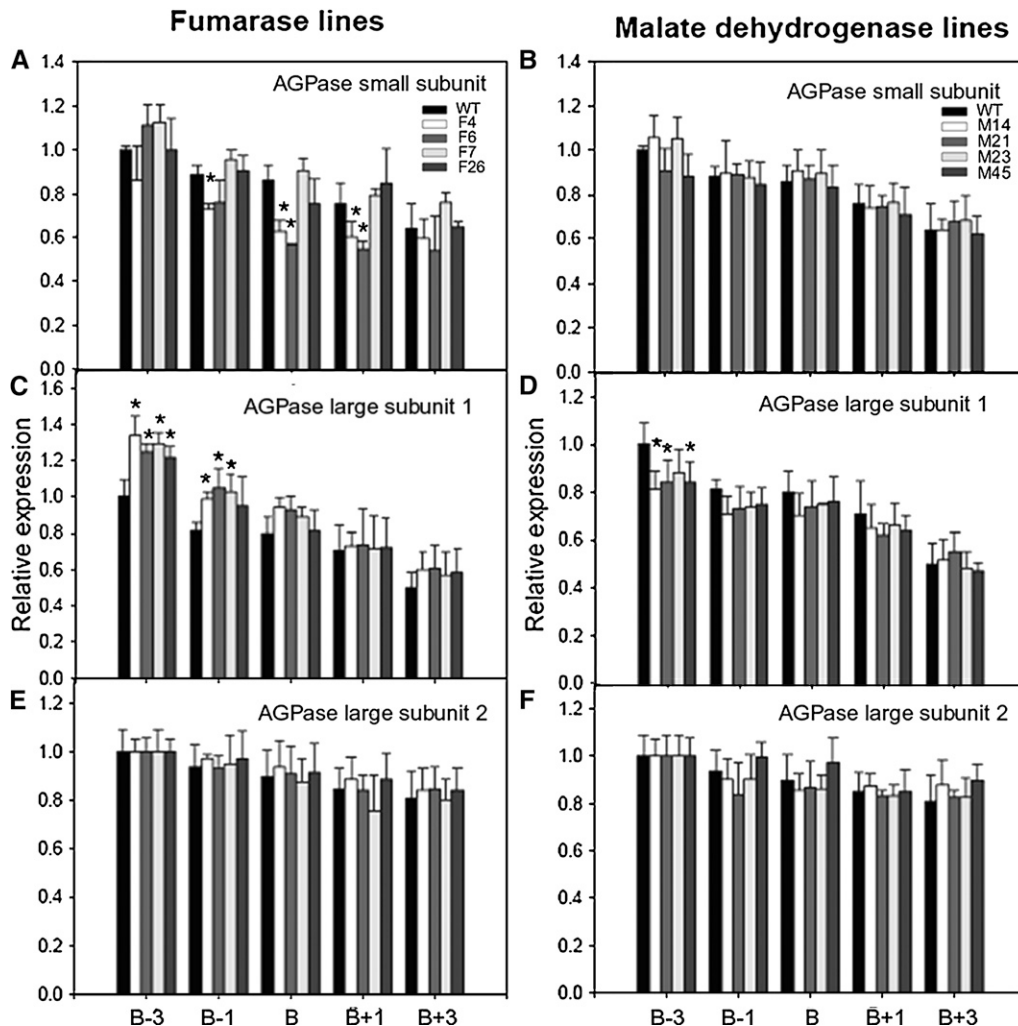 Fumarase lines
Malate dehydrogenase lines
A
AGPase small subunit
WT
F4
F6
F7
F26
1.4
1.2
1.0
0.8
0.6
0.4
0.2
0.0
* * * * *
B
AGPase small subunit
WT
M14
M21
M23
M45
1.4
1.2
1.0
0.8
0.6
0.4
0.2
0.0
C
AGPase large subunit 1
Relative expression
1.6
1.4
1.2
1.0
0.8
0.6
0.4
0.2
0.0
* * * * * * *
D
AGPase large subunit 1
Relative expression
1.2
1.0
0.8
0.6
0.4
0.2
0.0
* * *
E
AGPase large subunit 2
1.2
1.0
0.8
0.6
0.4
0.2
0.0
B-3 B-1 B B+1 B+3
F
AGPase large subunit 2
1.2
1.0
0.8
0.6
0.4
0.2
0.0
B-3 B-1 B B+1 B+3